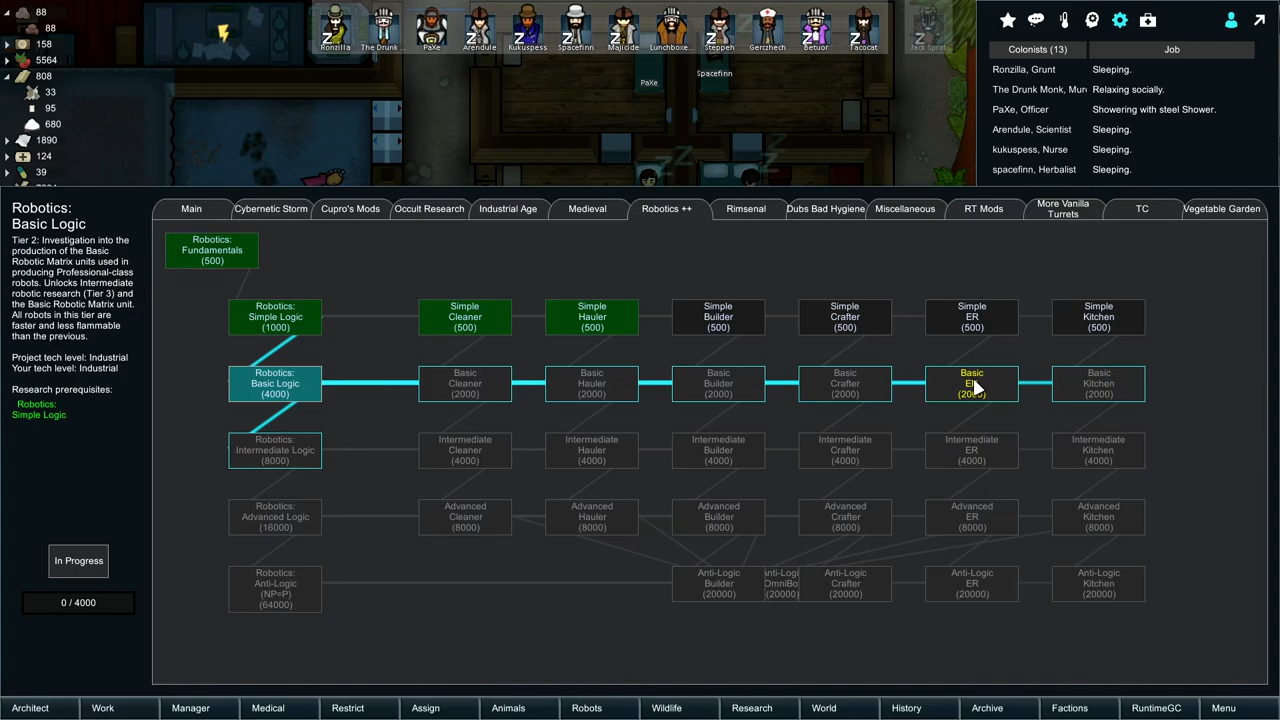 88
88
158
5564
808
33
95
680
1890
124
39
Ronzilla
The Drunk
PaXe
Arendule
Kukuspess
Spacefinn
Majicide
Lunchboxe
Steppeh
Gerczhech
Betuor
Tacocat
Jack Sprat
PaXe
Spacefinn
Colonists (13)
Job
Ronzilla, Grunt
Sleeping.
The Drunk Monk, Mur
Relaxing socially.
PaXe, Officer
Showering with steel Shower.
Arendule, Scientist
Sleeping.
kukuspess, Nurse
Sleeping.
spacefinn, Herbalist
Sleeping.
Robotics:
Basic Logic
Tier 2: Investigation into the
production of the Basic
Robotic Matrix units used in
producing Professional-class
robots. Unlocks Intermediate
robotic research (Tier 3) and
the Basic Robotic Matrix unit.
All robots in this tier are
faster and less flammable
than the previous.
Project tech level: Industrial
Your tech level: Industrial
Research prerequisites:
Robotics:
Simple Logic
In Progress
0 / 4000
Main
Cybernetic Storm
Cupro's Mods
Occult Research
Industrial Age
Medieval
Robotics ++
Rimsenal
Dubs Bad Hygiene
Miscellaneous
RT Mods
More Vanilla
Turrets
TC
Vegetable Garden
Robotics:
Fundamentals
(500)
Robotics:
Simple Logic
(1000)
Simple
Cleaner
(500)
Simple
Hauler
(500)
Simple
Builder
(500)
Simple
Crafter
(500)
Simple
ER
(500)
Simple
Kitchen
(500)
Robotics:
Basic Logic
(4000)
Basic
Cleaner
(2000)
Basic
Hauler
(2000)
Basic
Builder
(2000)
Basic
Crafter
(2000)
Basic
(2000)
Basic
Kitchen
(2000)
Robotics:
Intermediate Logic
(8000)
Intermediate
Cleaner
(4000)
Intermediate
Hauler
(4000)
Intermediate
Builder
(4000)
Intermediate
Crafter
(4000)
Intermediate
ER
(4000)
Intermediate
Kitchen
(4000)
Robotics:
Advanced Logic
(16000)
Advanced
Cleaner
(8000)
Advanced
Hauler
(8000)
Advanced
Builder
(8000)
Advanced
Crafter
(8000)
Advanced
ER
(8000)
Advanced
Kitchen
(8000)
Robotics:
Anti-Logic
(NP=P)
(64000)
Anti-Logic
Builder
(20000)
(20000)
Anti-Logic
Crafter
(20000)
Anti-Logic
ER
(20000)
Anti-Logic
Kitchen
(20000)
Architect
Work
Manager
Medical
Restrict
Assign
Animals
Robots
Wildlife
Research
World
History
Archive
Factions
RuntimeGC
Menu